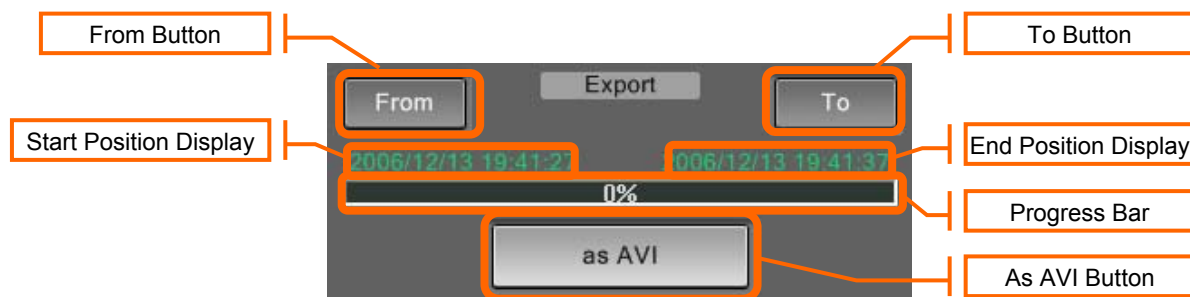 From Button
To Button
Export
From
To
Start Position Display
End Position Display
2006/12/13 19:41:27
2006/12/13 19:41:37
0%
Progress Bar
as AVI
As AVI Button